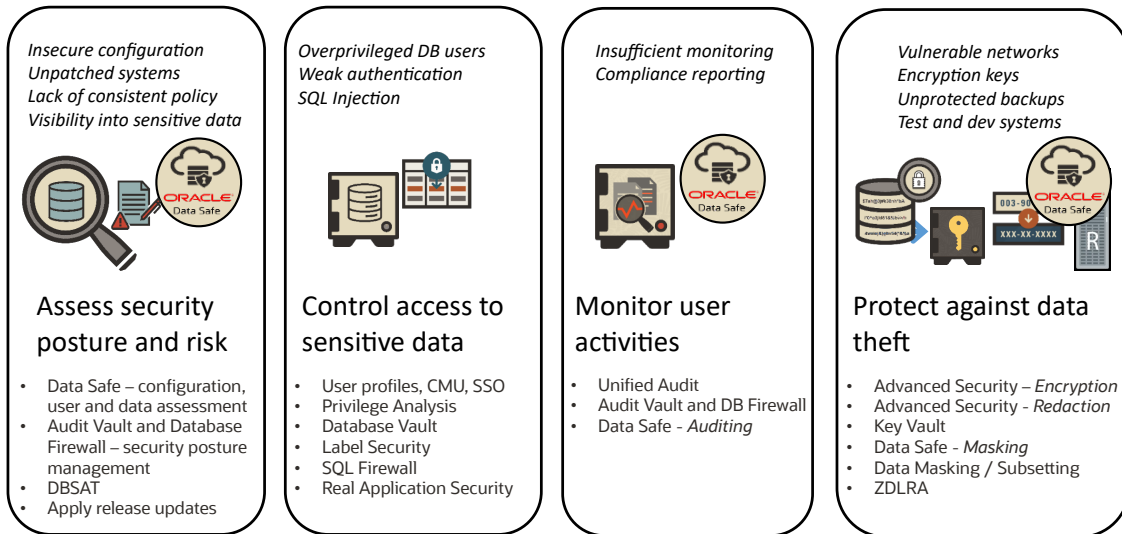 Insecure configuration
Unpatched systems
Lack of consistent policy
Visibility into sensitive data
ORACLE
Data Safe
Assess security
posture and risk
• Data Safe – configuration,
user and data assessment
• Audit Vault and Database
Firewall – security posture
management
• DBSAT
• Apply release updates
Overprivileged DB users
Weak authentication
SQL Injection
Control access to
sensitive data
• User profiles, CMU, SSO
• Privilege Analysis
• Database Vault
• Label Security
• SQL Firewall
• Real Application Security
Insufficient monitoring
Compliance reporting
ORACLE
Data Safe
Monitor user
activities
• Unified Audit
• Audit Vault and DB Firewall
• Data Safe - Auditing
Vulnerable networks
Encryption keys
Unprotected backups
Test and dev systems
ORACLE
Data Safe
XXX-XX-XXXX
R
Protect against data
theft
• Advanced Security – Encryption
• Advanced Security - Redaction
• Key Vault
• Data Safe - Masking
• Data Masking / Subsetting
• ZDLRA